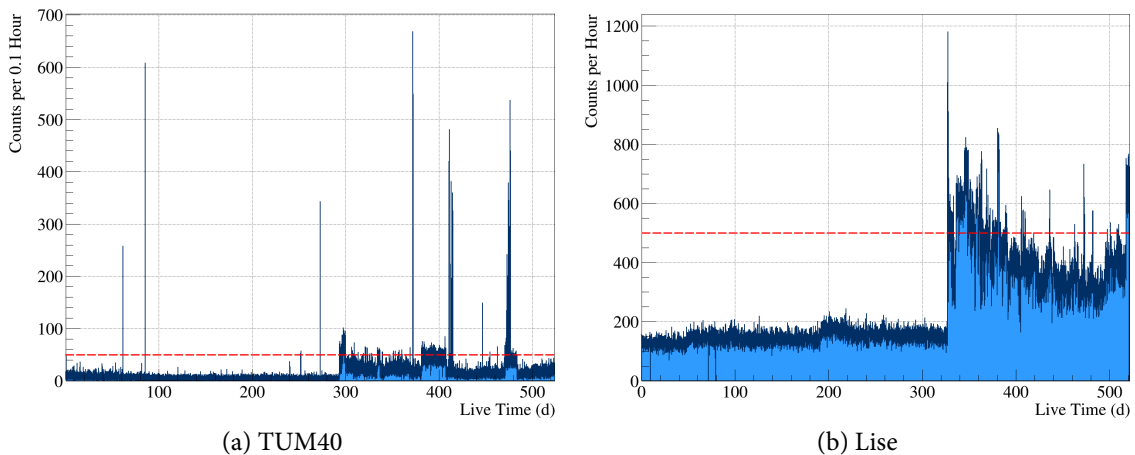 700
600
500
400
300
200
100
0
Counts per 0.1 Hour
100 200 300 400 500
Live Time (d)
(a) TUM40
1200
1000
800
600
400
200
0
Counts per Hour
0 100 200 300 400 500
Live Time (d)
(b) Lise